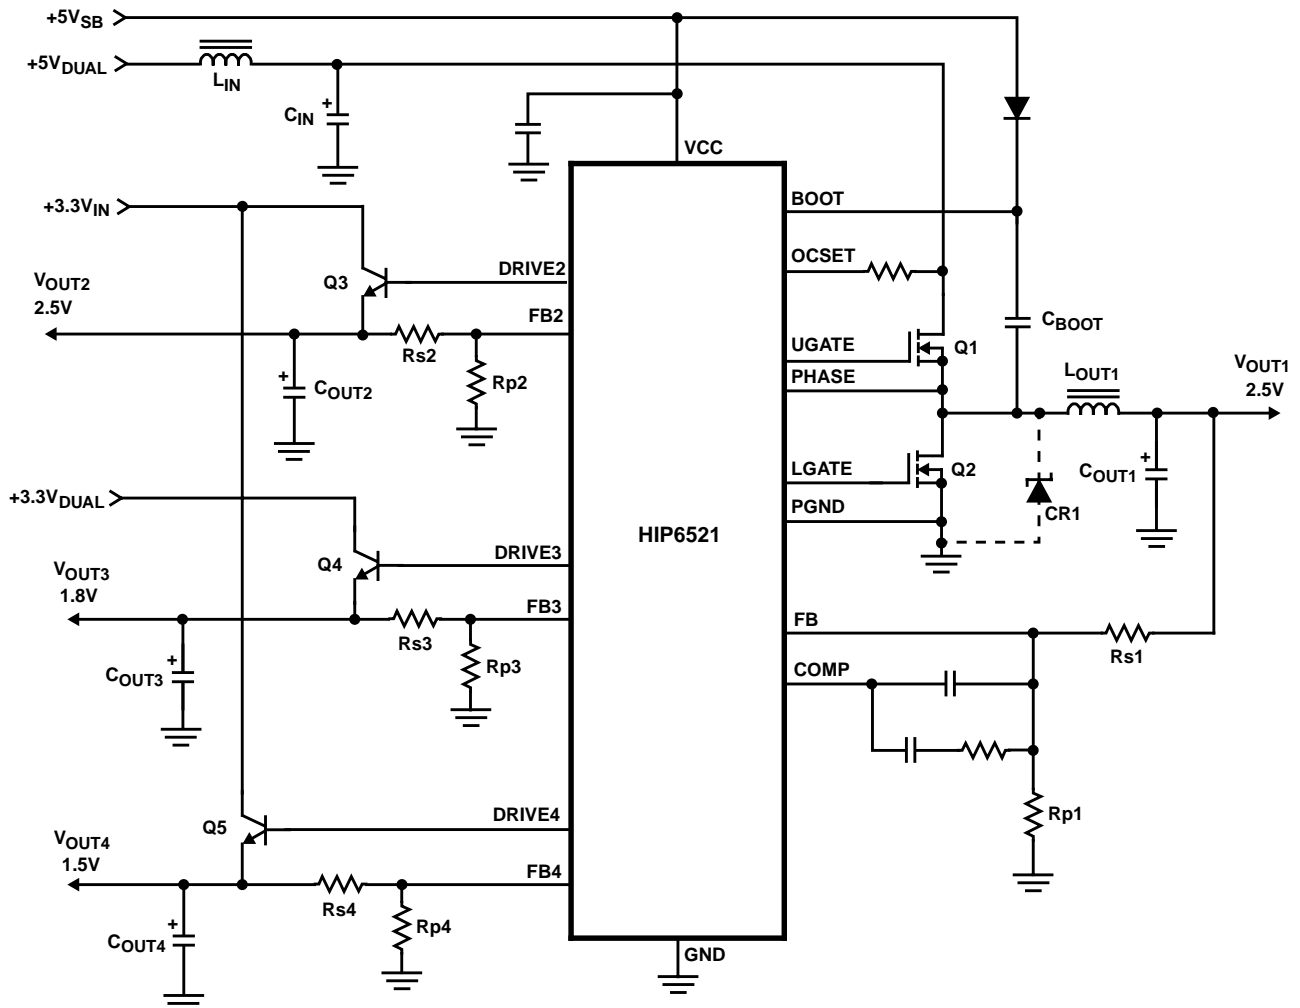 +5VSB
+5VDUAL
LIN
+
CIN
VCC
+3.3VIN
BOOT
OCSET
DRIVE2
Q3
VOUT2
2.5V
FB2
Rs2
Rp2
+
COUT2
UGATE
Q1
PHASE
CBOOT
LOUT1
VOUT1
2.5V
LGATE
Q2
PGND
CR1
+
COUT1
+3.3VDUAL
HIP6521
DRIVE3
Q4
VOUT3
1.8V
FB3
Rs3
Rp3
+
COUT3
FB
Rs1
COMP
Rp1
DRIVE4
Q5
VOUT4
1.5V
FB4
Rs4
Rp4
+
COUT4
GND